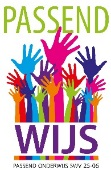 PASSEND
WIJS
PASSEND ONDERWIJS SWV 25-05